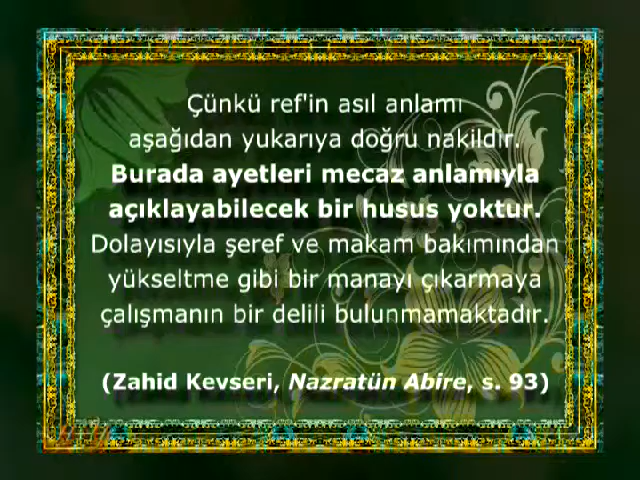 Çünkü ref'in asıl anlamı
aşağıdan yukarıya doğru nakildir.
Burada ayetleri mecaz anlamıyla
açıklayabilecek bir husus yoktur.
Dolayısıyla şeref ve makam bakımından
yükseltme gibi bir manayı çıkarmaya
çalışmanın bir delili bulunmamaktadır.
(Zahid Kevseri, Nazratün Abire, s. 93)